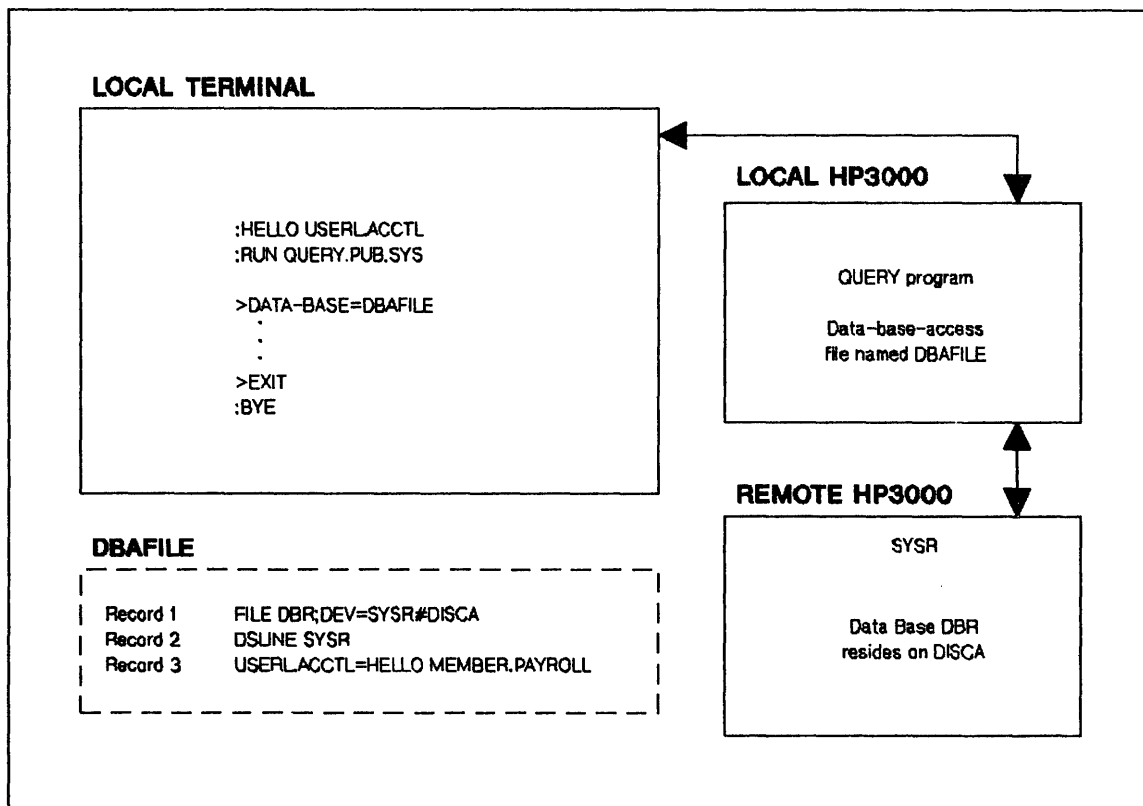 LOCAL TERMINAL
:HELLO USERL.ACCTL
:RUN QUERY.PUB.SYS
>DATA-BASE=DBAFILE
.
.
.
>EXIT
:BYE
LOCAL HP3000
QUERY program
Data-base-access
file named DBAFILE
REMOTE HP3000
SYSR
Data Base DBR
resides on DISCA
DBAFILE
Record 1 FILE DBR;DEV=SYSR#DISCA
Record 2 DSLINE SYSR
Record 3 USERL.ACCTL=HELLO MEMBER.PAYROLL